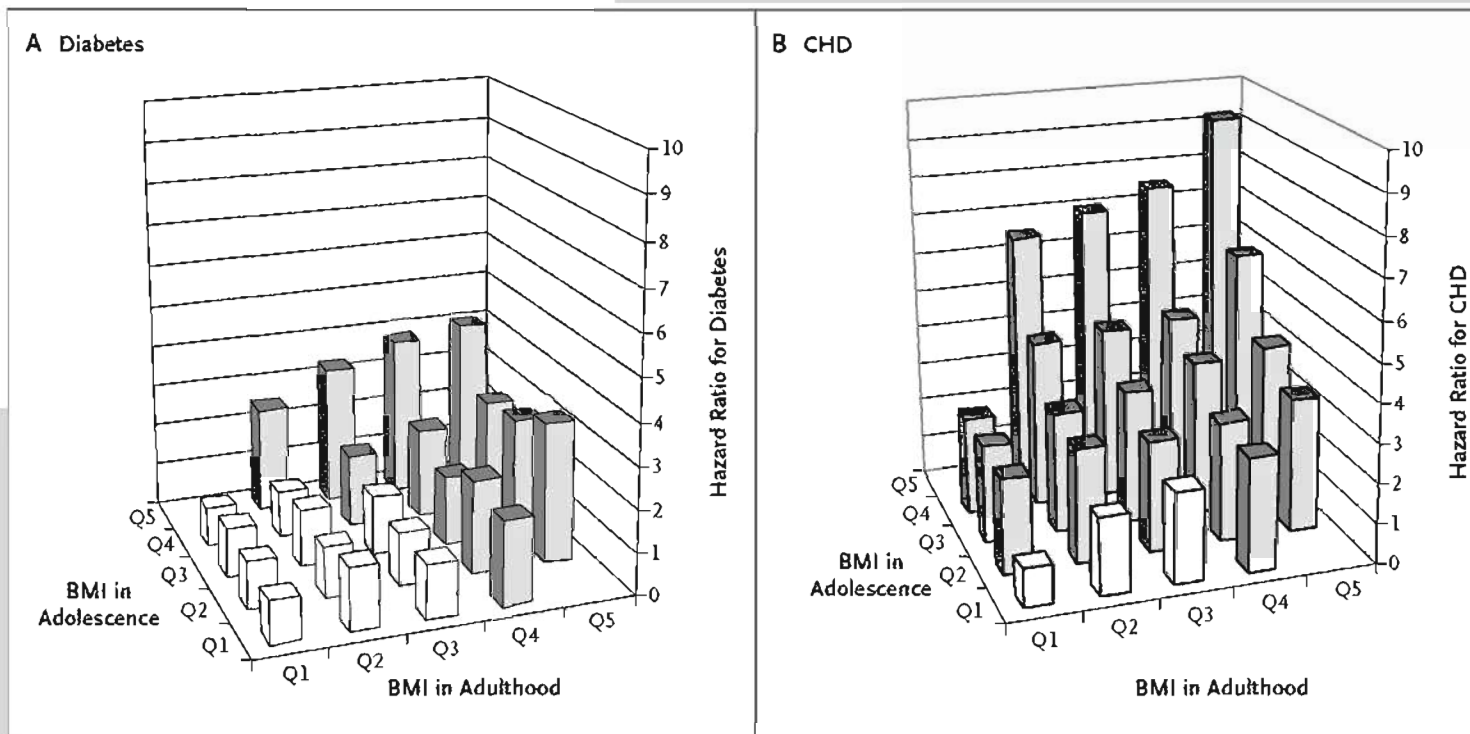 A Diabetes
10
9
8
7
6
5
4
3
2
1
0
Hazard Ratio for Diabetes
Q5
Q4
Q3
Q2
Q1
BMI in
Adolescence
Q1
Q2
Q3
Q4
Q5
BMI in Adulthood
B CHD
10
9
8
7
6
5
4
3
2
1
0
Hazard Ratio for CHD
Q5
Q4
Q3
Q2
Q1
BMI in
Adolescence
Q1
Q2
Q3
Q4
Q5
BMI in Adulthood